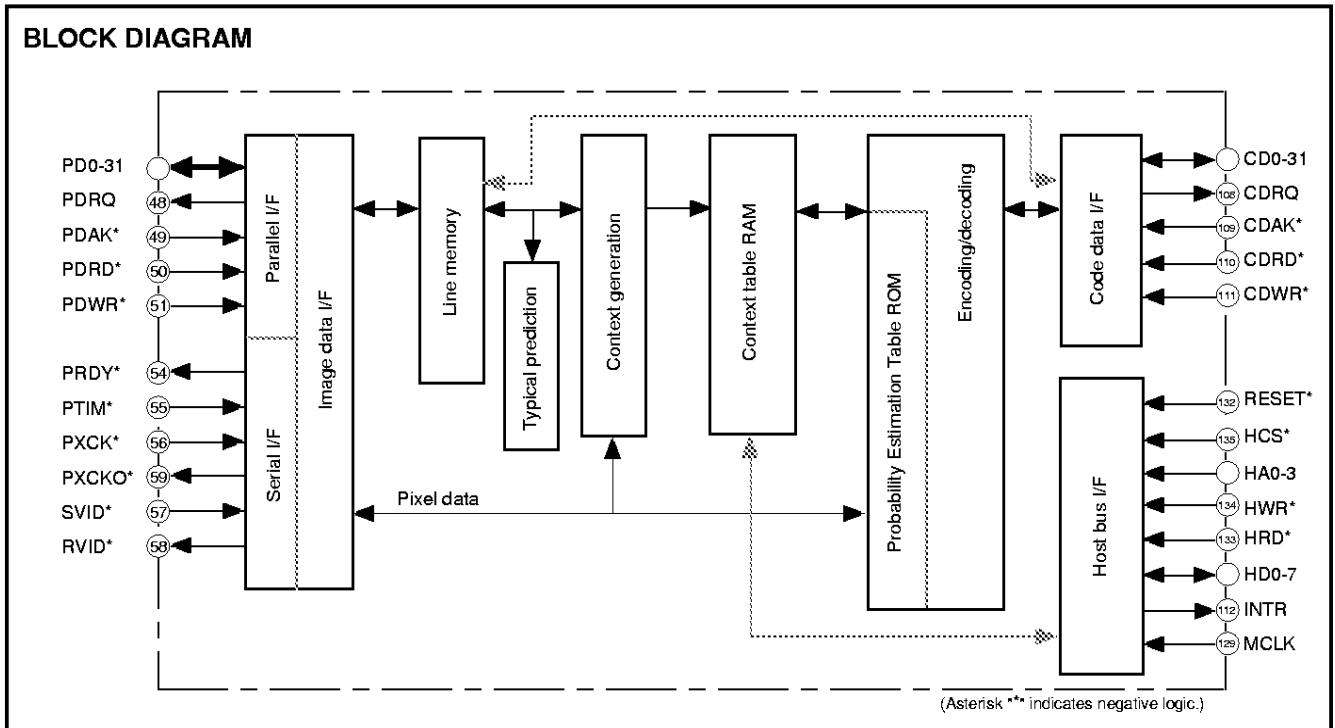 BLOCK DIAGRAM
PD0-31
PDRQ
48
PDAK*
49
PDRD*
50
PDWR*
51
PRDY*
54
PTIM*
55
PXCK*
56
PXCKO*
59
SVID*
57
RVID*
58
Parallel I/F
Serial I/F
Image data I/F
Line memory
Typical prediction
Context generation
Context table RAM
Probability Estimation Table ROM
Encoding/decoding
Pixel data
Code data I/F
Host bus I/F
CD0-31
108
CDRQ
109
CDAK*
110
CDRD*
111
CDWR*
132
RESET*
135
HCS*
HA0-3
134
HWR*
133
HRD*
HD0-7
112
INTR
129
MCLK
(Asterisk "*" indicates negative logic.)